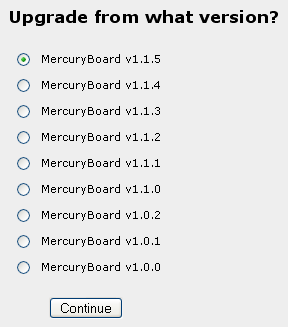 Upgrade from what version?
MercuryBoard v1.1.5
MercuryBoard v1.1.4
MercuryBoard v1.1.3
MercuryBoard v1.1.2
MercuryBoard v1.1.1
MercuryBoard v1.1.0
MercuryBoard v1.0.2
MercuryBoard v1.0.1
MercuryBoard v1.0.0
Continue